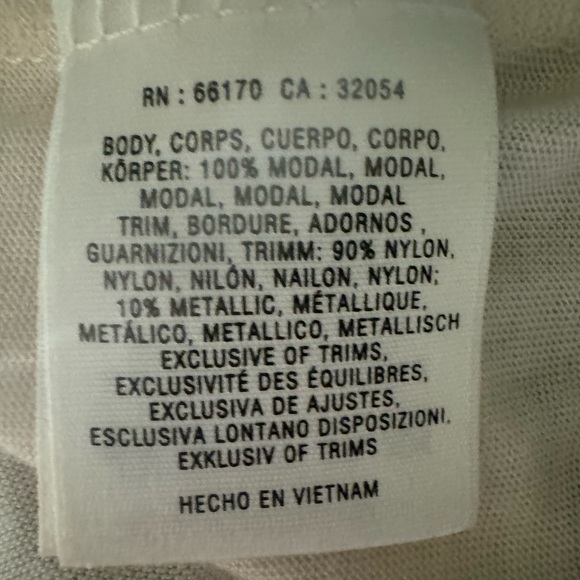 RN : 66170 CA : 32054
BODY, CORPS, CUERPO, CORPO,
KÖRPER: 100% MODAL, MODAL,
MODAL, MODAL, MODAL
TRIM, BORDURE, ADORNOS ,
GUARNIZIONI, TRIMM: 90% NYLON,
NYLON, NILÓN, NAILON, NYLON;
10% METALLIC, MÉTALLIQUE,
METÁLICO, METALLICO, METALLISCH
EXCLUSIVE OF TRIMS,
EXCLUSIVITÉ DES ÉQUILIBRES,
EXCLUSIVA DE AJUSTES,
ESCLUSIVA LONTANO DISPOSIZIONI,
EXKLUSIV OF TRIMS
HECHO EN VIETNAM